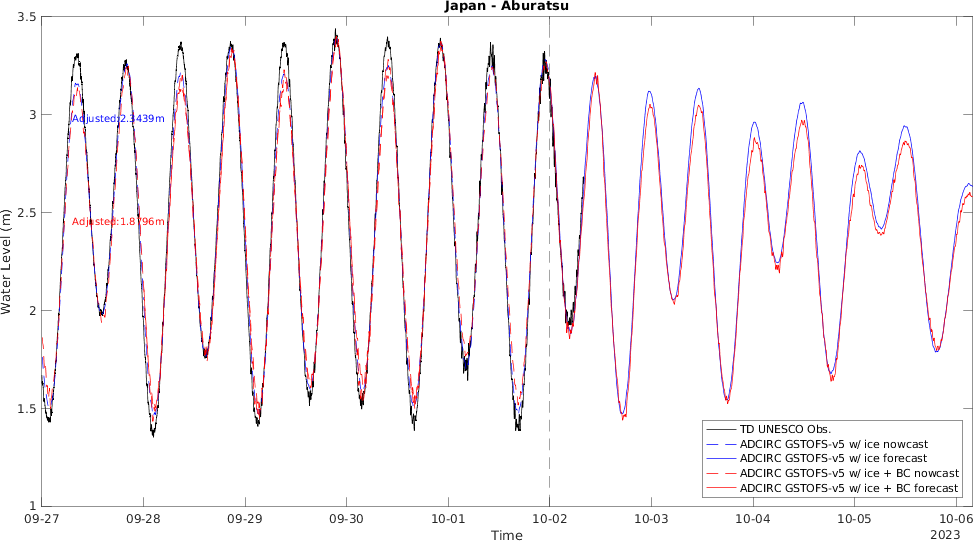 Japan - Aburatsu
3.5
3
2.5
2
1.5
1
Water Level (m)
Adjusted:2.3439m
Adjusted:1.8796m
TD UNESCO Obs.
ADCIRC GSTOFS-v5 w/ ice nowcast
ADCIRC GSTOFS-v5 w/ ice forecast
ADCIRC GSTOFS-v5 w/ ice + BC nowcast
ADCIRC GSTOFS-v5 w/ ice + BC forecast
09-27 09-28 09-29 09-30 10-01 10-02 10-03 10-04 10-05 10-06
Time
2023